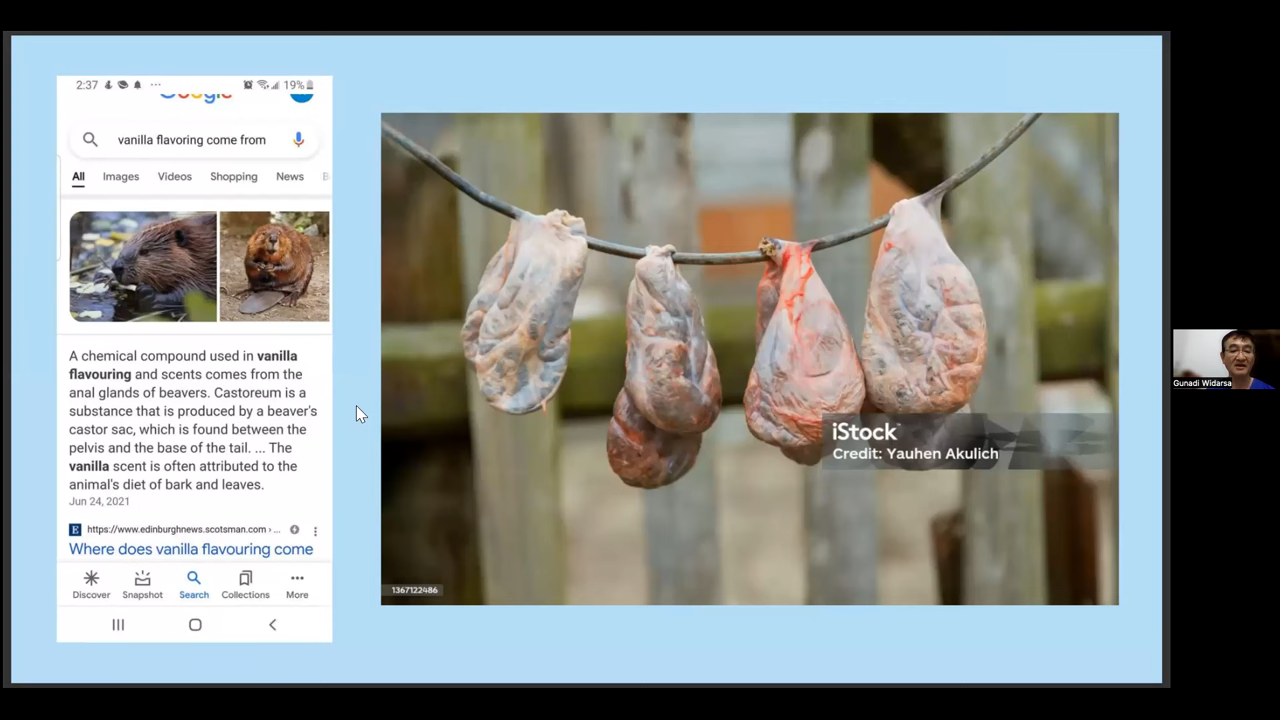 2:37 ... 19%
Google
vanilla flavoring come from
All Images Videos Shopping News
A chemical compound used in vanilla
flavouring and scents comes from the
anal glands of beavers. Castoreum is a
substance that is produced by a beaver's
castor sac, which is found between the
pelvis and the base of the tail. ... The
vanilla scent is often attributed to the
animal's diet of bark and leaves.
Jun 24, 2021
E https://www.edinburghnews.scotsman.com › ...
Where does vanilla flavouring come
Discover Snapshot Search Collections More
iStock
Credit: Yauhen Akulich
1367122486
Gunadi Widarsa